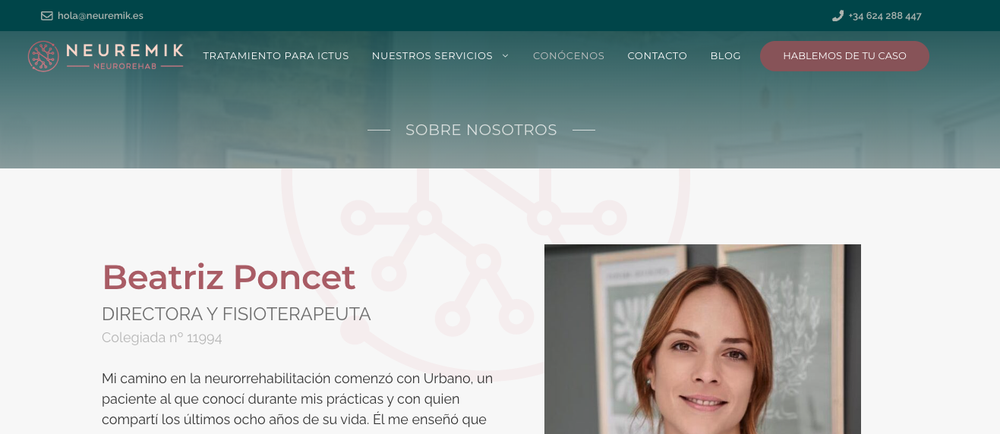 hola@neuremik.es
+34 624 288 447
NEUREMIK
NEUROREHAB
TRATAMIENTO PARA ICTUS
NUESTROS SERVICIOS
CONÓCENOS
CONTACTO
BLOG
HABLEMOS DE TU CASO
SOBRE NOSOTROS
Beatriz Poncet
DIRECTORA Y FISIOTERAPEUTA
Colegiada nº 11994
Mi camino en la neurorrehabilitación comenzó con Urbano, un
paciente al que conocí durante mis prácticas y con quien
compartí los últimos ocho años de su vida. Él me enseñó que